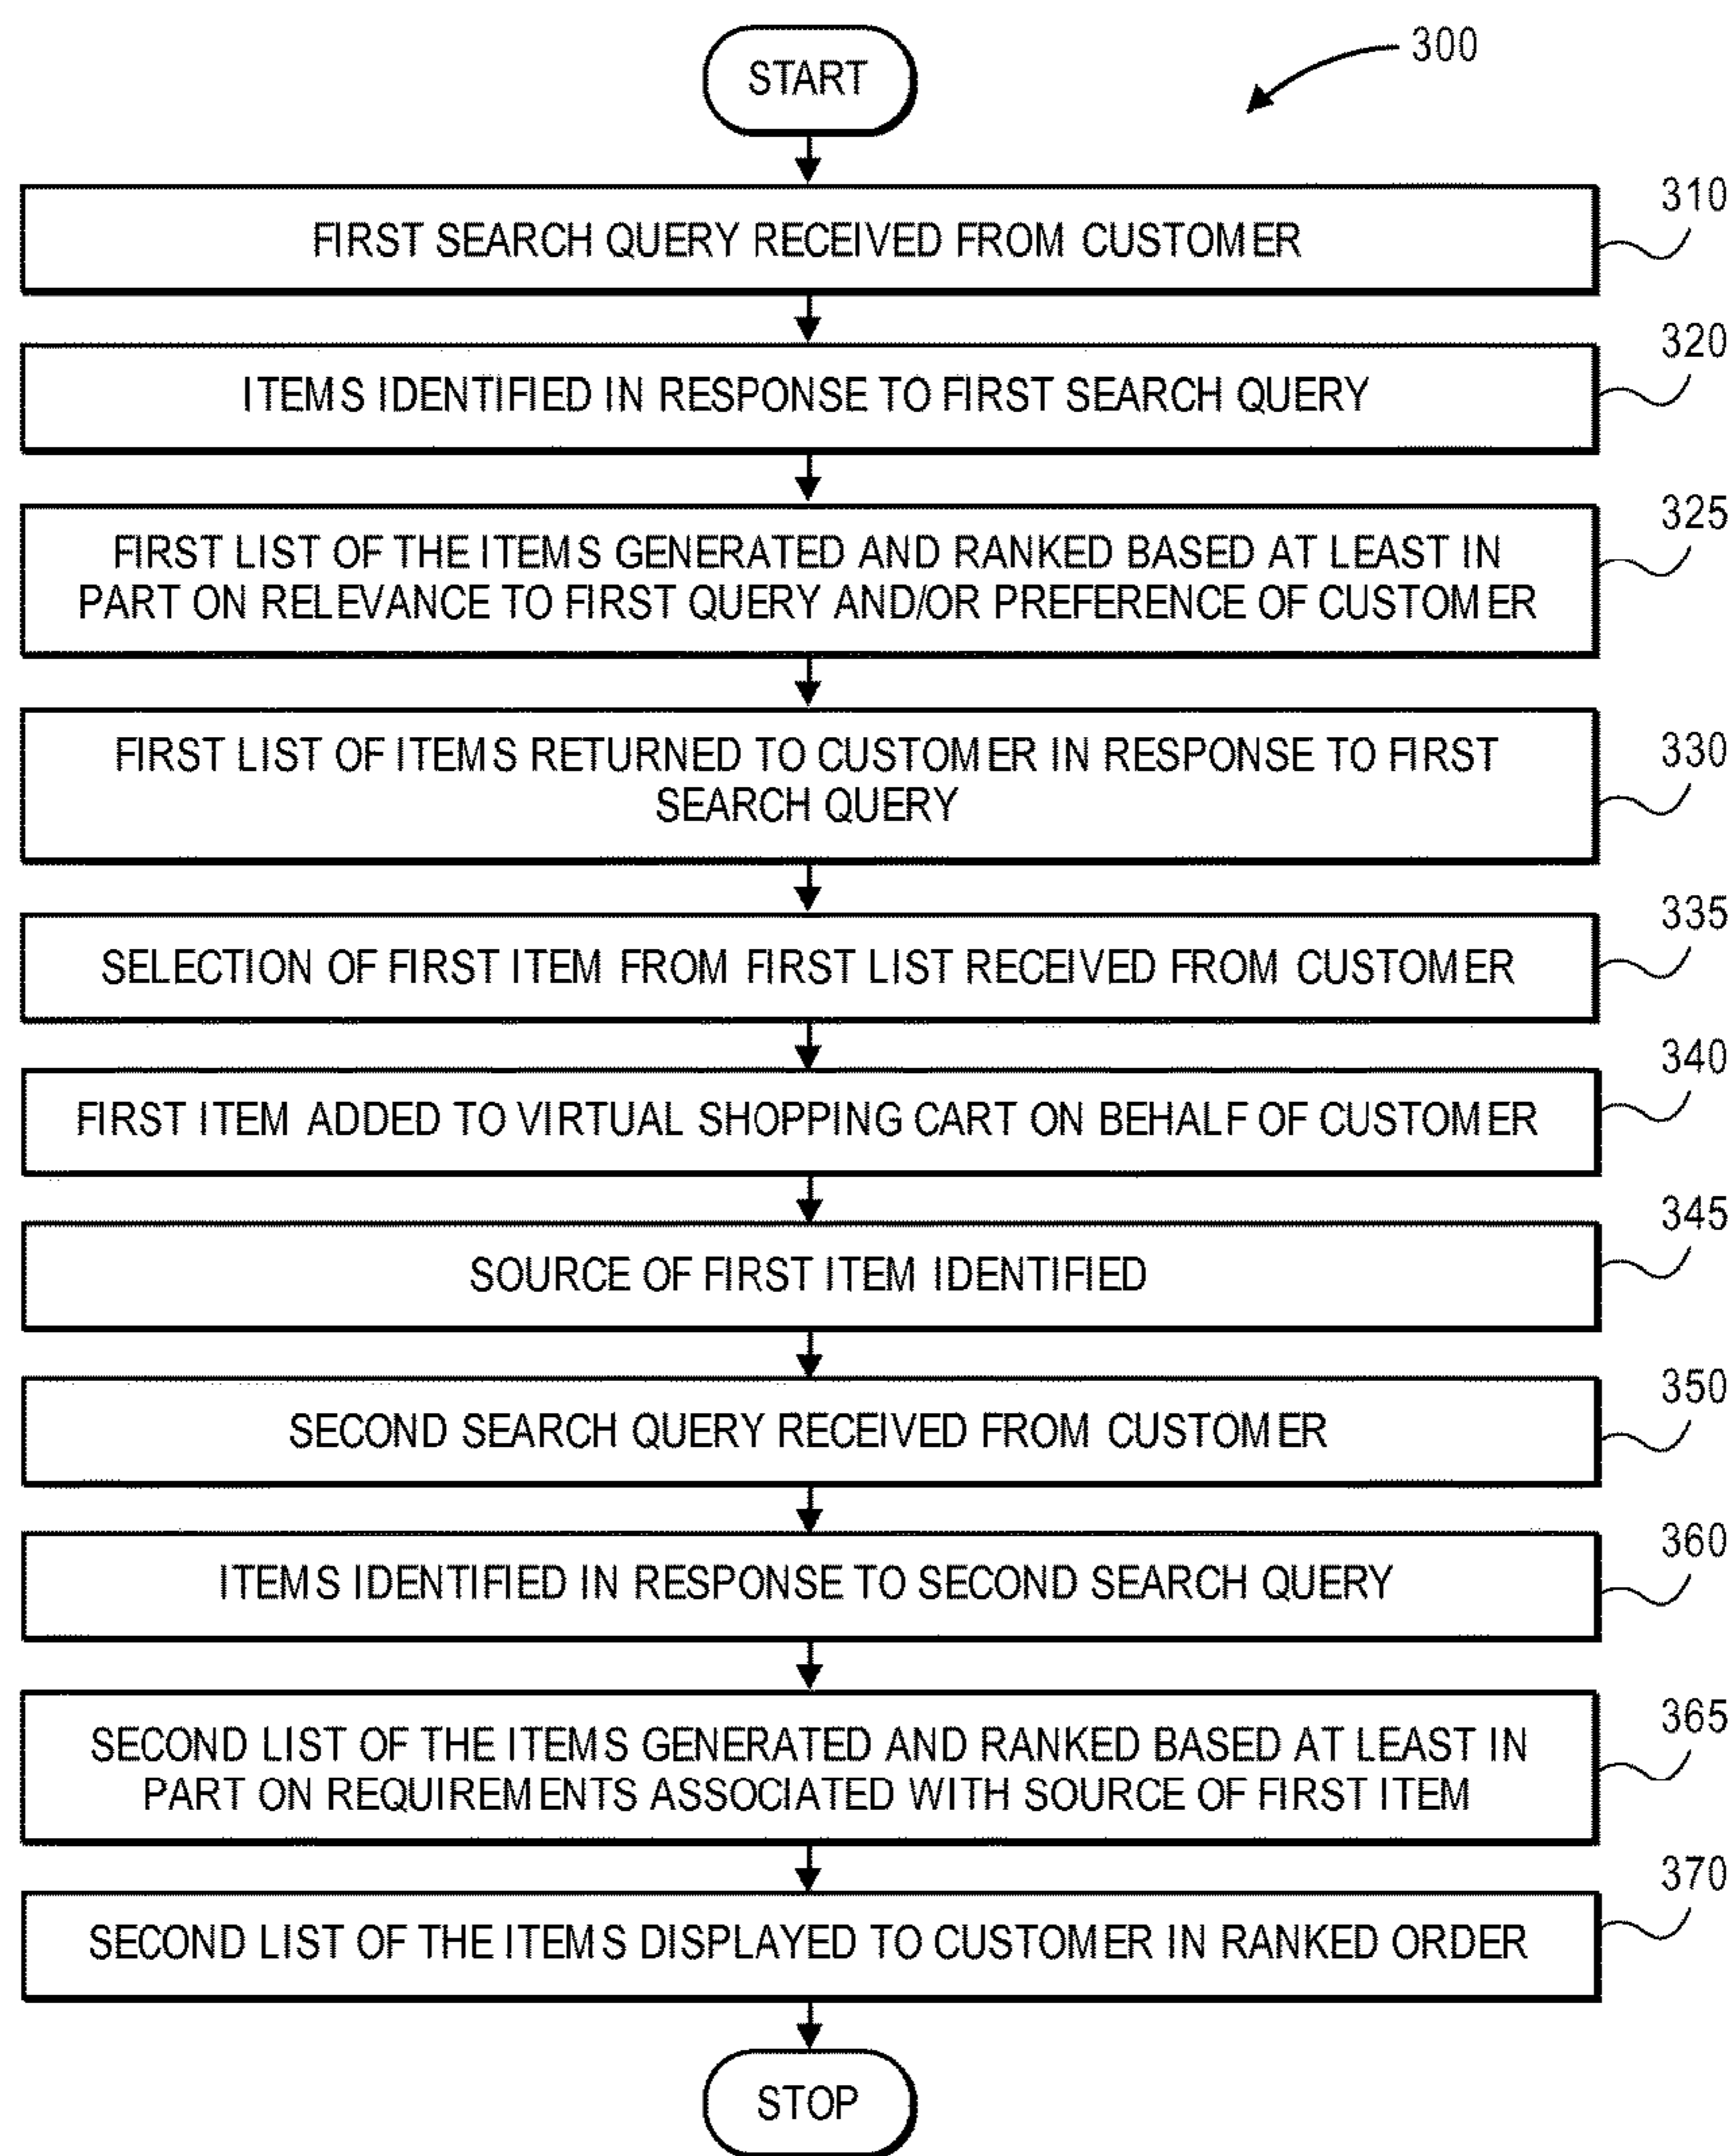 START
300
310
FIRST SEARCH QUERY RECEIVED FROM CUSTOMER
320
ITEMS IDENTIFIED IN RESPONSE TO FIRST SEARCH QUERY
325
FIRST LIST OF THE ITEMS GENERATED AND RANKED BASED AT LEAST IN
PART ON RELEVANCE TO FIRST QUERY AND/OR PREFERENCE OF CUSTOMER
330
FIRST LIST OF ITEMS RETURNED TO CUSTOMER IN RESPONSE TO FIRST
SEARCH QUERY
335
SELECTION OF FIRST ITEM FROM FIRST LIST RECEIVED FROM CUSTOMER
340
FIRST ITEM ADDED TO VIRTUAL SHOPPING CART ON BEHALF OF CUSTOMER
345
SOURCE OF FIRST ITEM IDENTIFIED
350
SECOND SEARCH QUERY RECEIVED FROM CUSTOMER
360
ITEMS IDENTIFIED IN RESPONSE TO SECOND SEARCH QUERY
365
SECOND LIST OF THE ITEMS GENERATED AND RANKED BASED AT LEAST IN
PART ON REQUIREMENTS ASSOCIATED WITH SOURCE OF FIRST ITEM
370
SECOND LIST OF THE ITEMS DISPLAYED TO CUSTOMER IN RANKED ORDER
STOP